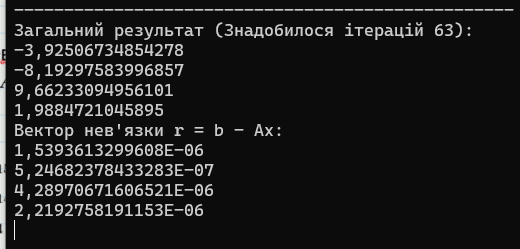 --------------------------------------------------
Загальний результат (Знадобилося ітерацій 63):
-3,92506734854278
-8,19297583996857
9,66233094956101
1,9884721045895
Вектор нев'язки r = b - Ax:
1,5393613299608E-06
5,24682378433283E-07
4,28970671606521E-06
2,2192758191153E-06